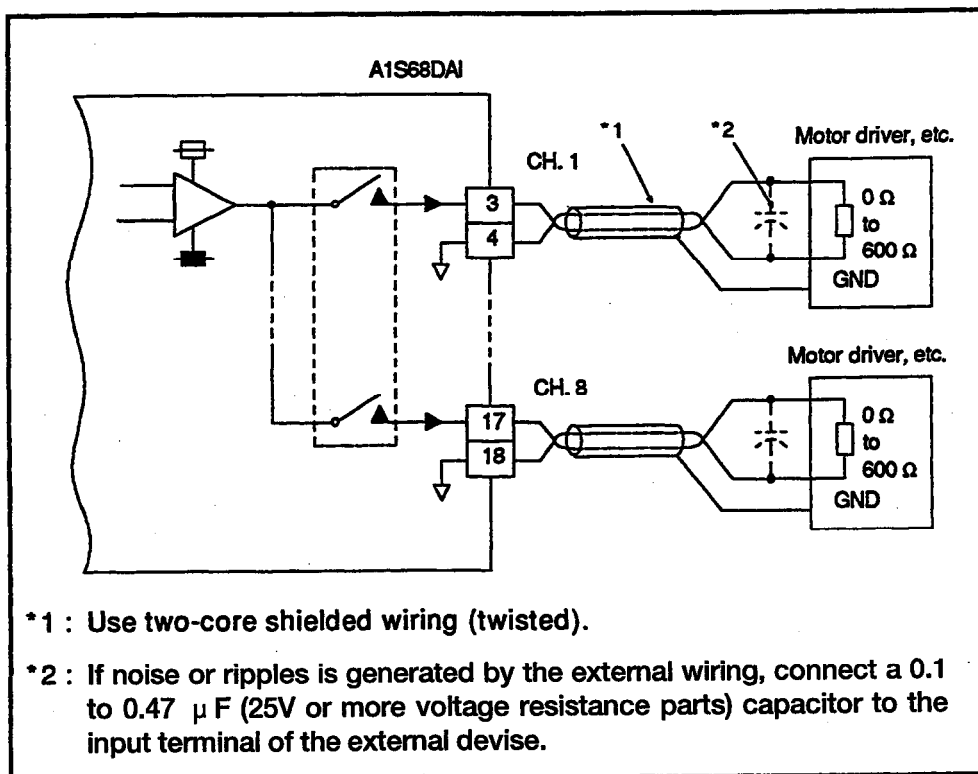 A1S68DAI
*1
*2
Motor driver, etc.
CH. 1
3
4
0 Ω
to
600 Ω
GND
Motor driver, etc.
CH. 8
17
18
0 Ω
to
600 Ω
GND
*1 : Use two-core shielded wiring (twisted).
*2 : If noise or ripples is generated by the external wiring, connect a 0.1
to 0.47 μ F (25V or more voltage resistance parts) capacitor to the
input terminal of the external devise.